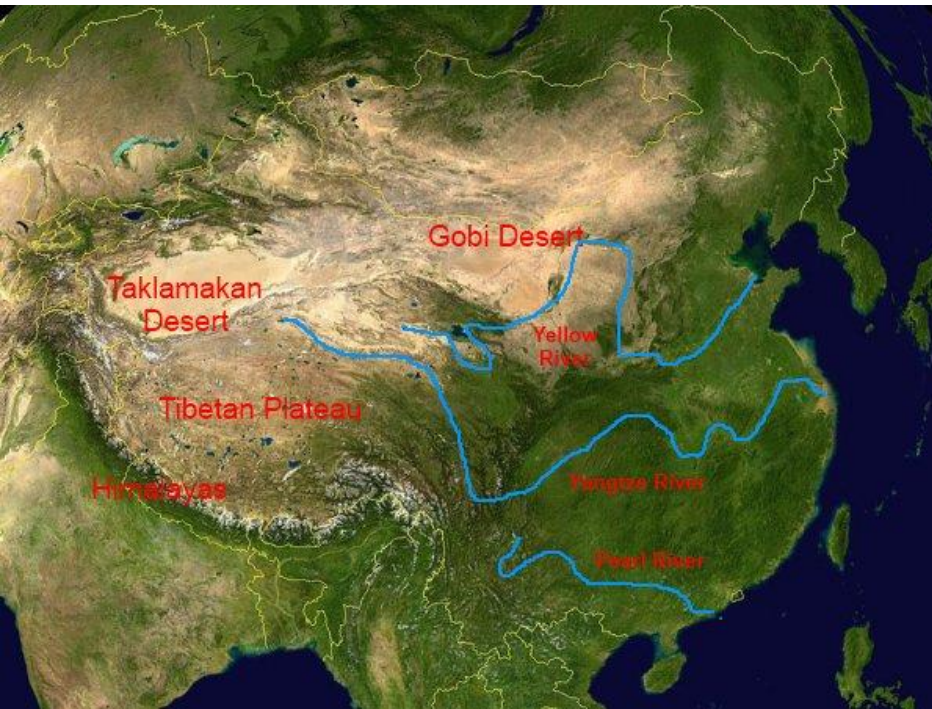 Gobi Desert
Taklamakan
Desert
Yellow
River
Tibetan Plateau
Himalayas
Yangtze River
Pearl River